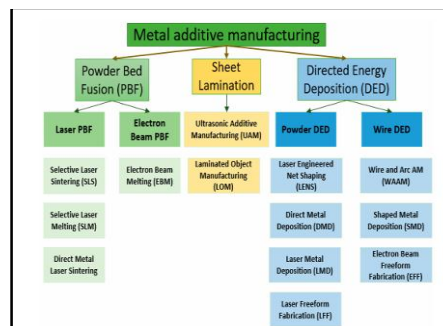 Metal additive manufacturing
Powder Bed
Fusion (PBF)
Sheet
Lamination
Directed Energy
Deposition (DED)
Laser PBF
Electron
Beam PBF
Ultrasonic Additive
Manufacturing (UAM)
Powder DED
Wire DED
Selective Laser
Sintering (SLS)
Electron Beam
Melting (EBM)
Laminated Object
Manufacturing
(LOM)
Laser Engineered
Net Shaping
(LENS)
Wire and Arc AM
(WAAM)
Selective Laser
Melting (SLM)
Direct Metal
Deposition (DMD)
Shaped Metal
Deposition (SMD)
Direct Metal
Laser Sintering
Laser Metal
Deposition (LMD)
Electron Beam
Freeform
Fabrication (EFF)
Laser Freeform
Fabrication (LFF)